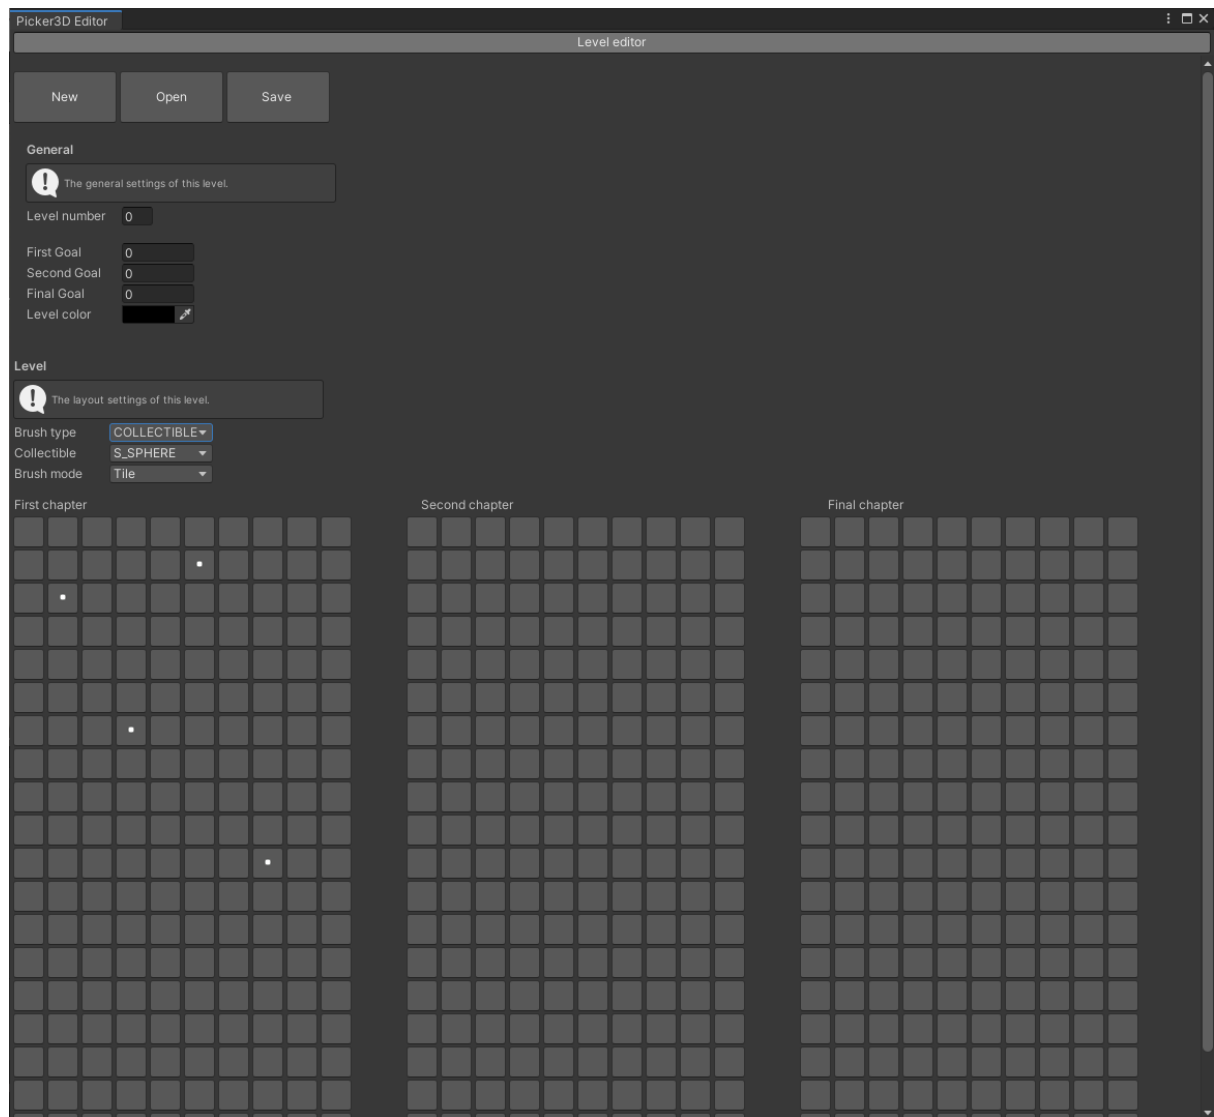 Picker3D Editor
Level editor
New Open Save
General
The general settings of this level.
Level number 0
First Goal 0
Second Goal 0
Final Goal 0
Level color
Level
The layout settings of this level.
Brush type COLLECTIBLE
Collectible S_SPHERE
Brush mode Tile
First chapter Second chapter Final chapter